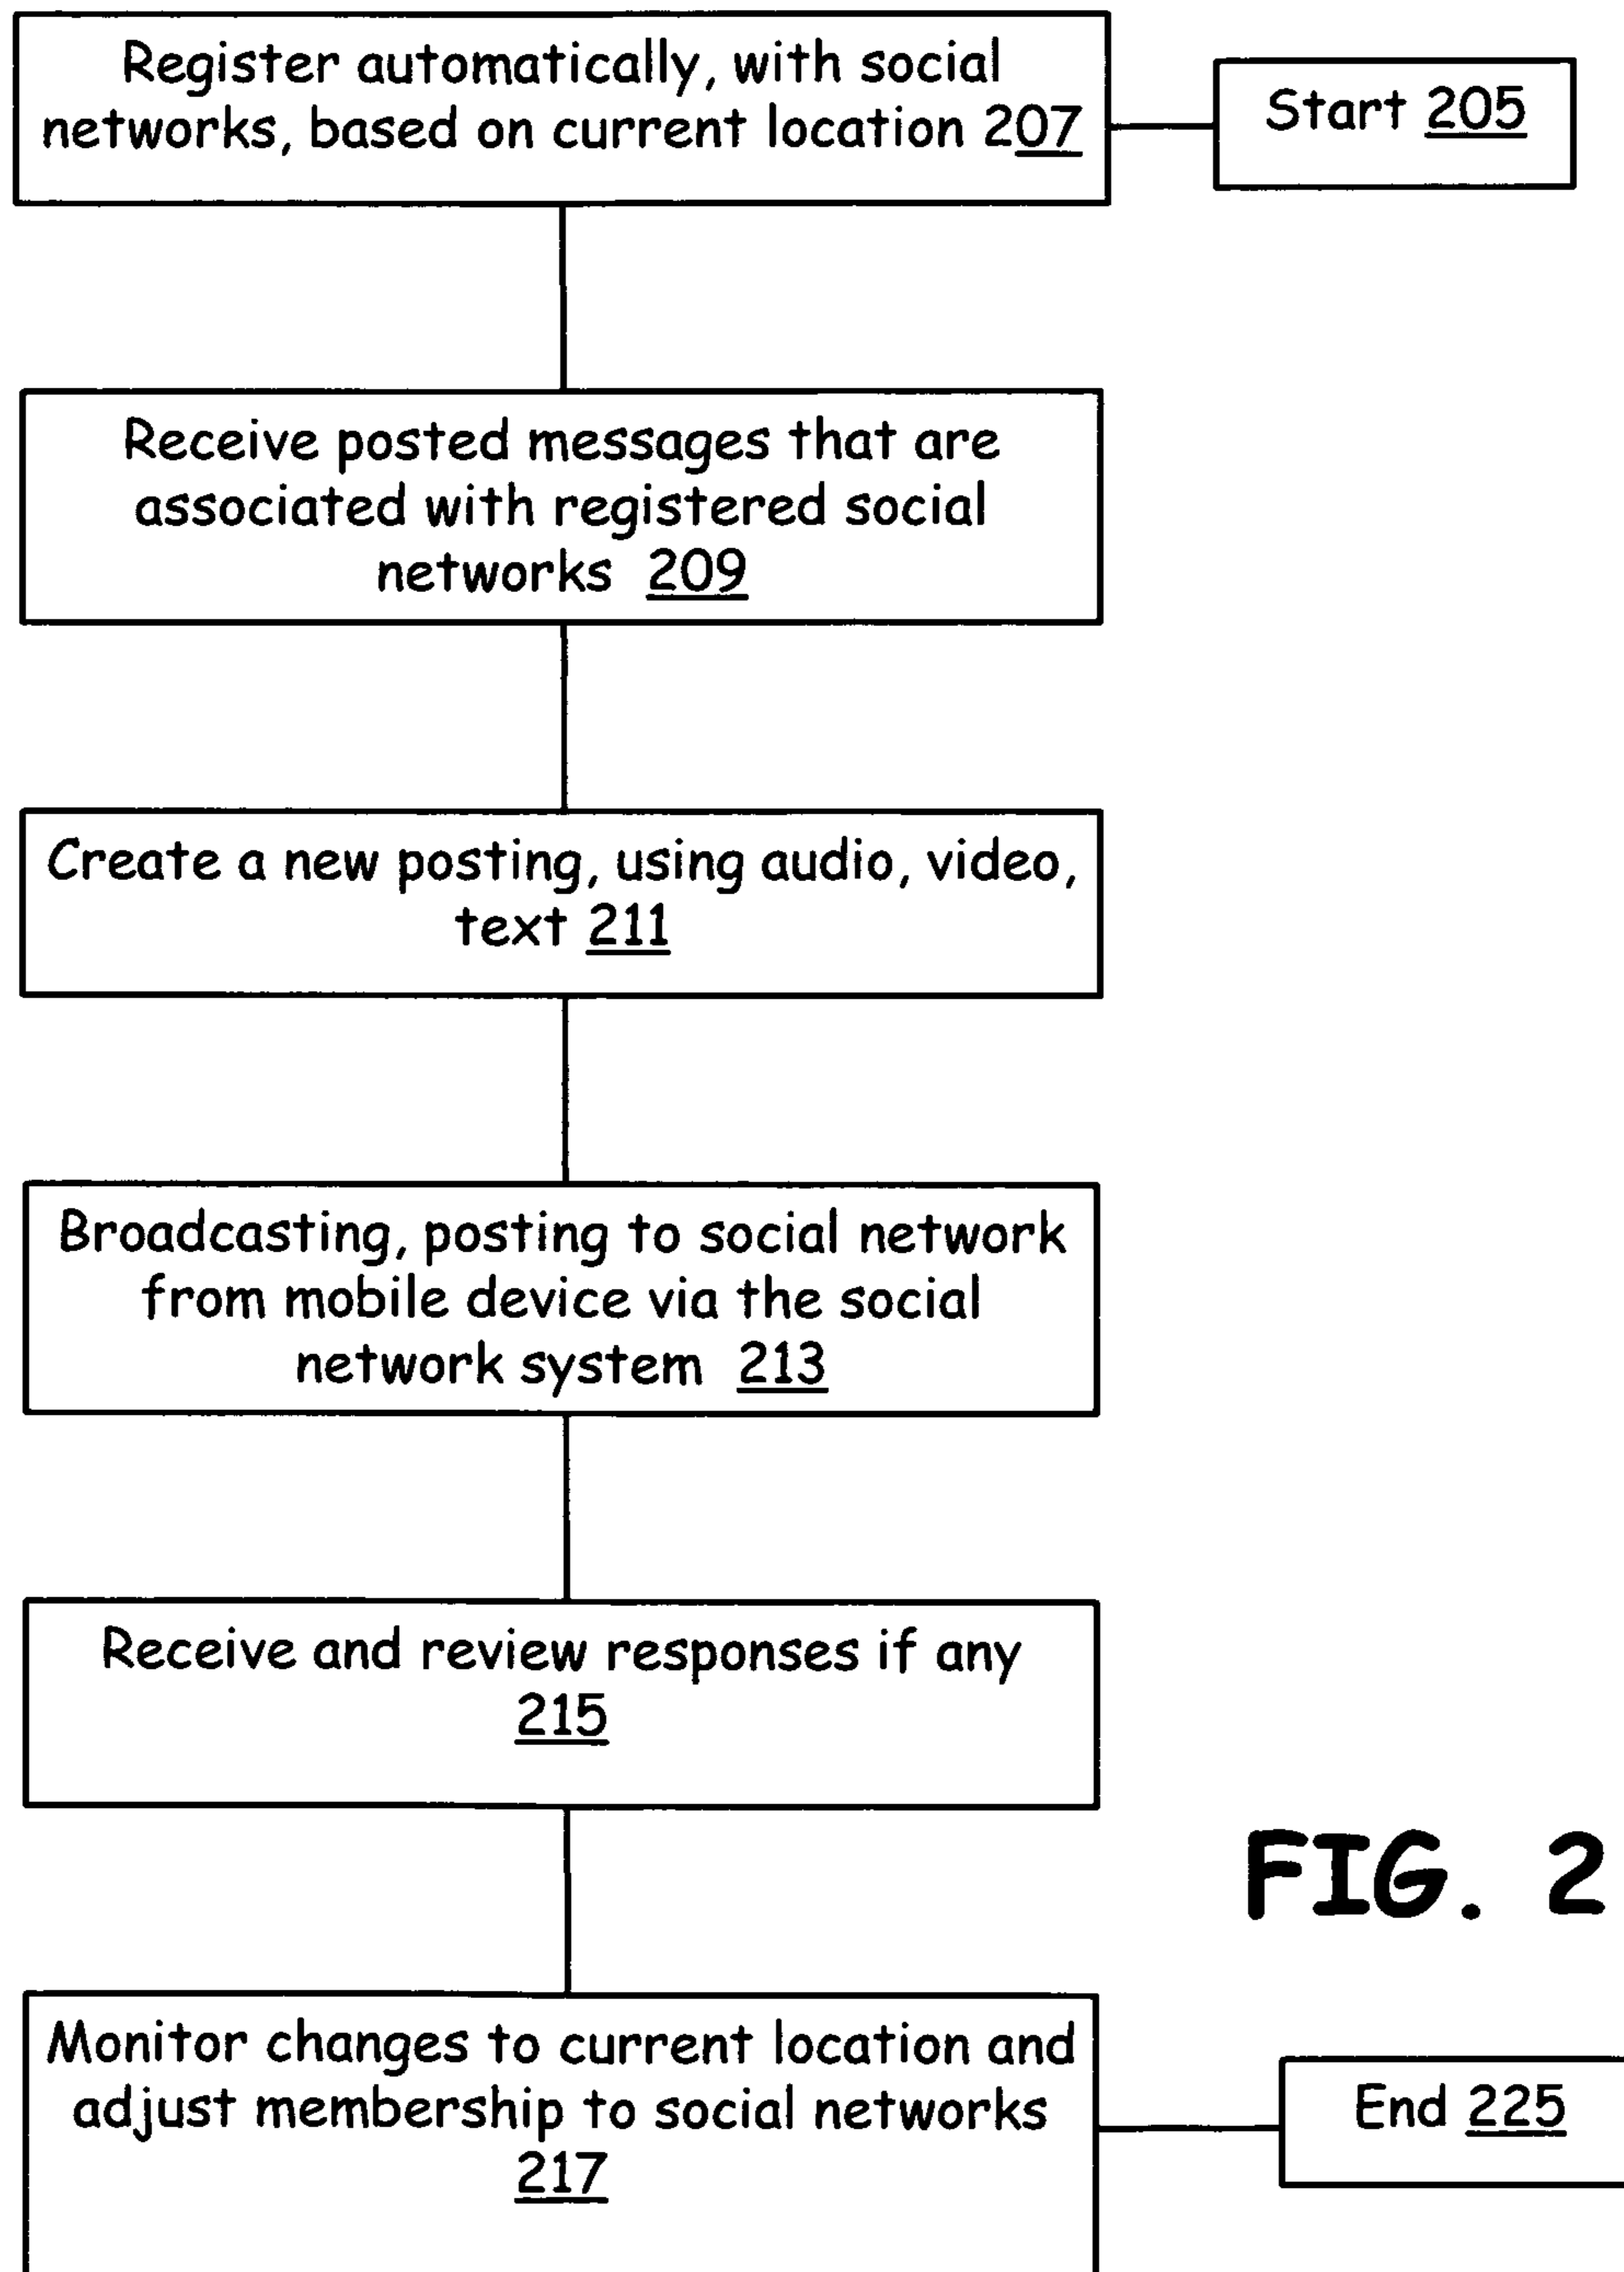 Register automatically, with social
networks, based on current location 207
Start 205
Receive posted messages that are
associated with registered social
networks 209
Create a new posting, using audio, video,
text 211
Broadcasting, posting to social network
from mobile device via the social
network system 213
Receive and review responses if any
215
FIG. 2
Monitor changes to current location and
adjust membership to social networks
217
End 225